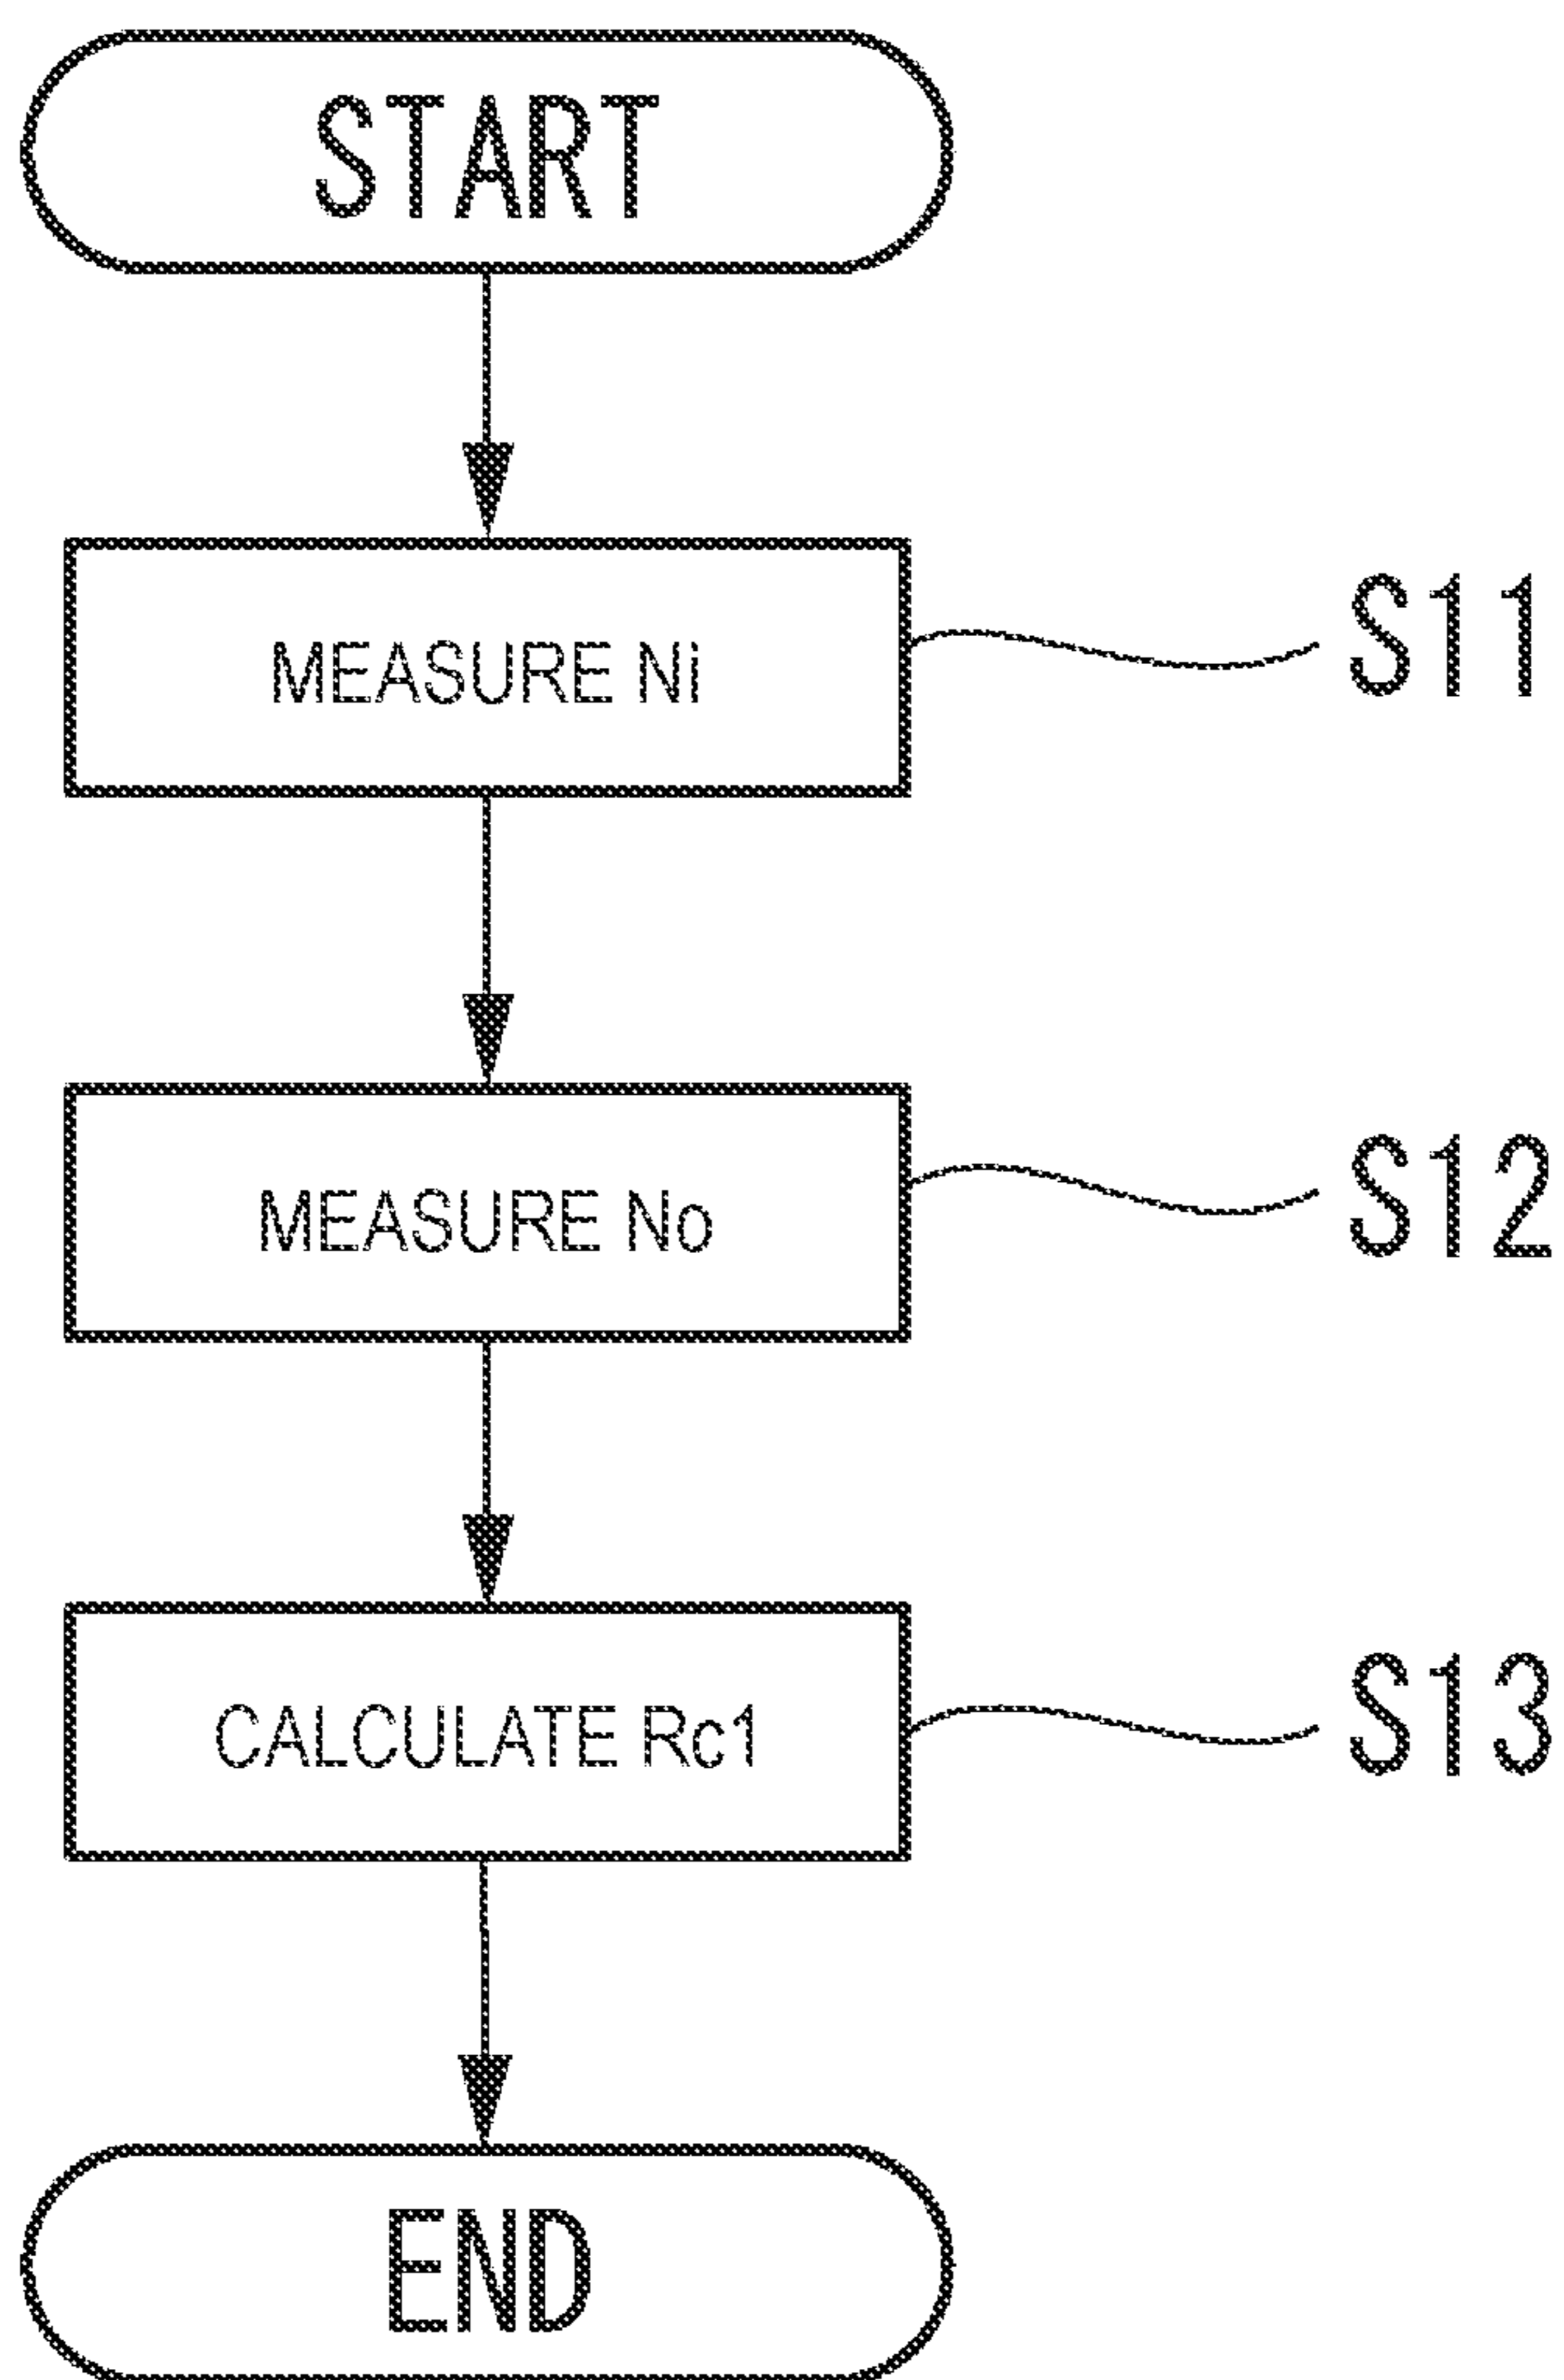 START
MEASURE Ni
S11
MEASURE No
S12
CALCULATE Rc1
S13
END